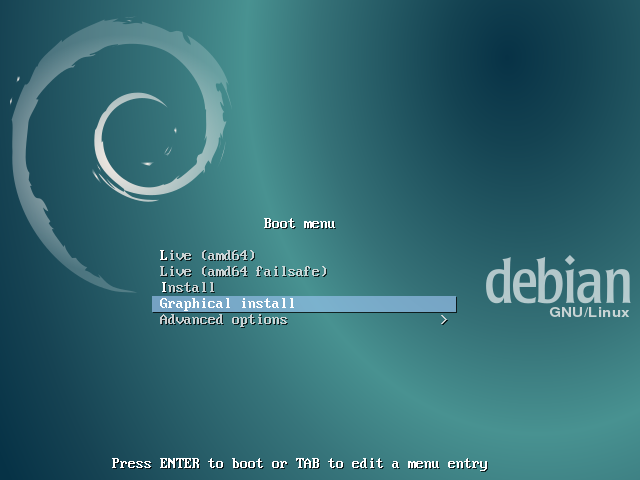 Boot menu
Live (amd64)
Live (amd64 failsafe)
Install
Graphical install
Advanced options >
debian
GNU/Linux
Press ENTER to boot or TAB to edit a menu entry